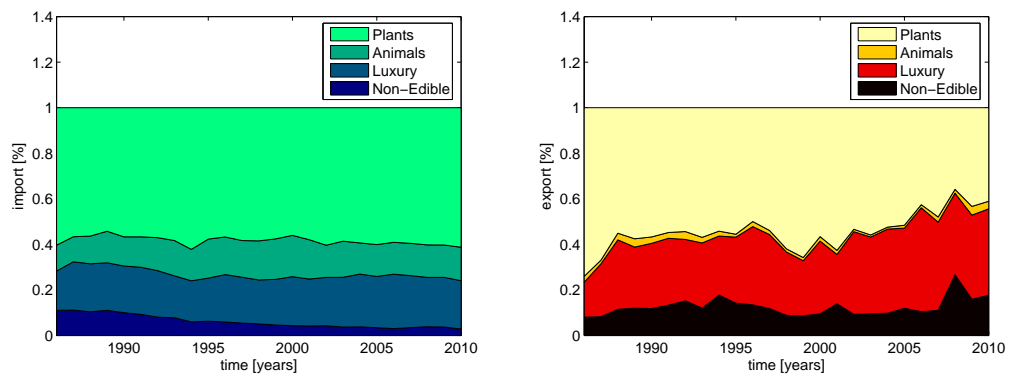 1.4
1.2
1
0.8
0.6
0.4
0.2
0
import [%]
Plants
Animals
Luxury
Non−Edible
1990 1995 2000 2005 2010
time [years]
1.4
1.2
1
0.8
0.6
0.4
0.2
0
export [%]
Plants
Animals
Luxury
Non−Edible
1990 1995 2000 2005 2010
time [years]